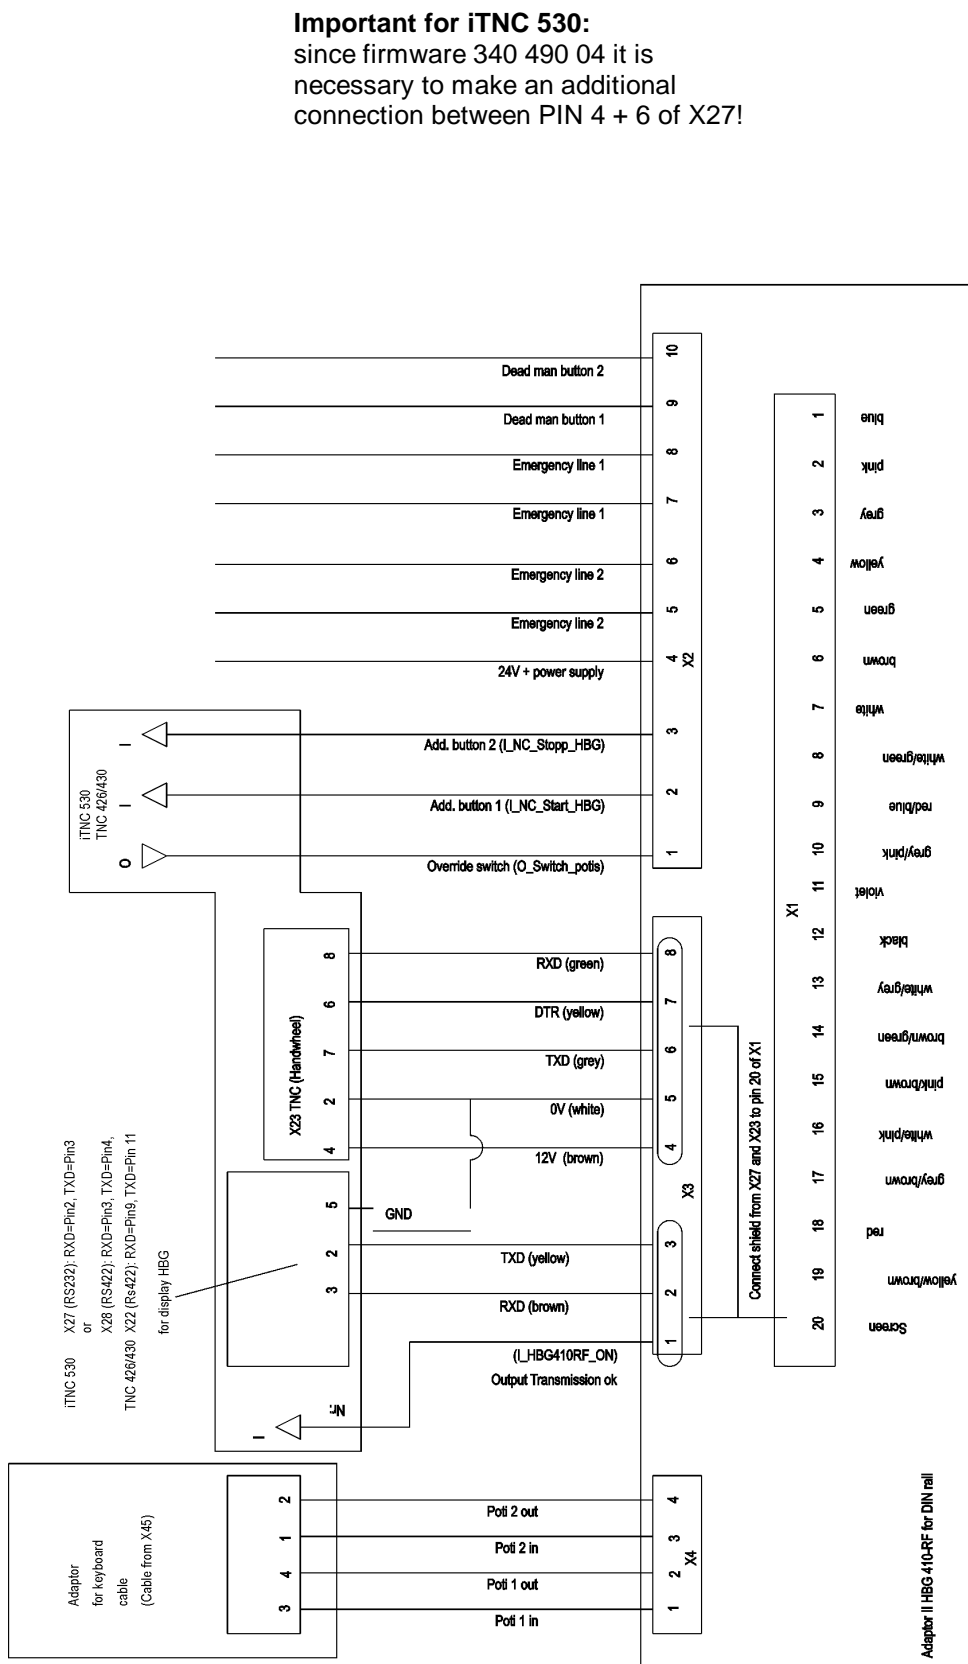 Important for iTNC 530:
since firmware 340 490 04 it is
necessary to make an additional
connection between PIN 4 + 6 of X27!
10
Dead man button 2
9
Dead man button 1
8
Emergency line 1
7
Emergency line 1
6
Emergency line 2
5
Emergency line 2
4
24V + power supply
X2
3
Add. button 2 (I_NC_Stopp_HBG)
2
Add. button 1 (I_NC_Start_HBG)
1
Override switch (O_Switch_potis)
iTNC 530
TNC 426/430
I
I
O
X23 TNC (Handwheel)
8
RXD (green)
8
6
DTR (yellow)
7
7
TXD (grey)
6
2
0V (white)
5
4
12V (brown)
4
X3
5
GND
2
TXD (yellow)
3
3
RXD (brown)
2
1
(I_HBG410RF_ON)
Output Transmission ok
I
Connect shield from X27 and X23 to pin 20 of X1
iTNC 530 X27 (RS232): RXD=Pin2, TXD=Pin3
or
X28 (RS422): RXD=Pin3, TXD=Pin4,
TNC 426/430 X22 (Rs422): RXD=Pin9, TXD=Pin 11
for display HBG
Adaptor
for keyboard
cable
(Cable from X45)
2
Poti 2 out
4
1
Poti 2 in
3
4
Poti 1 out
2
3
Poti 1 in
1
X4
X1
1 blue
2 pink
3 grey
4 yellow
5 green
6 brown
7 white
8 white/green
9 red/blue
10 grey/pink
11 violet
12 black
13 white/grey
14 brown/green
15 pink/brown
16 white/pink
17 grey/brown
18 red
19 yellow/brown
20 Screen
Adaptor II HBG 410-RF for DIN rail